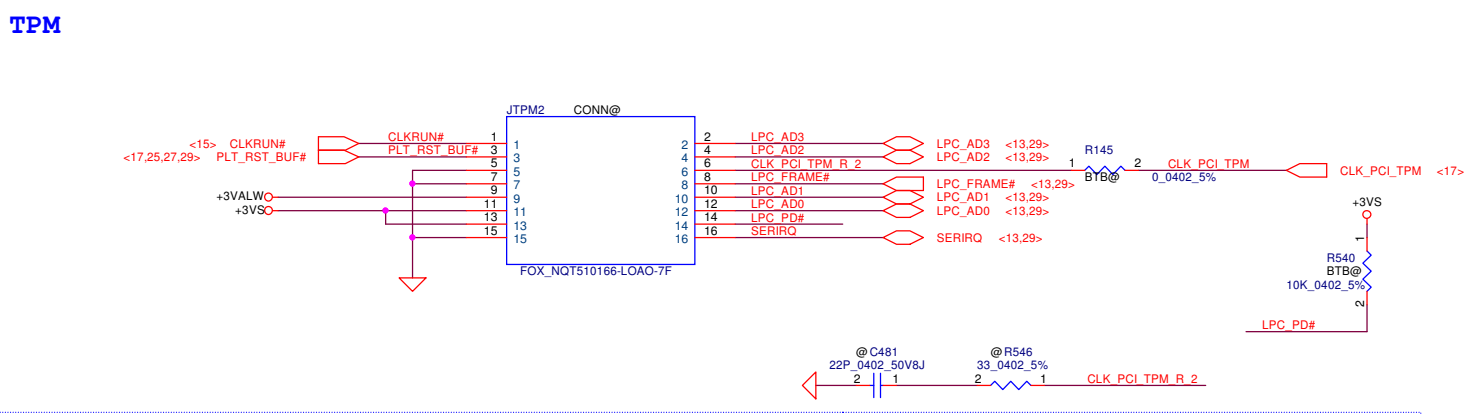 TPM
JTPM2 CONN@
<15> CLKRUN# CLKRUN# 1 1 2 2 LPC_AD3 LPC_AD3 <13,29>
<17,25,27,29> PLT_RST_BUF# PLT_RST_BUF# 3 3 4 4 LPC_AD2 LPC_AD2 <13,29>
R145
5 5 6 6 CLK_PCI_TPM_R_2 1 2 CLK_PCI_TPM CLK_PCI_TPM <17>
BTB@ 0_0402_5%
7 7 8 8 LPC_FRAME# LPC_FRAME# <13,29>
+3VALW 9 9 10 10 LPC_AD1 LPC_AD1 <13,29>
+3VS 11 11 12 12 LPC_AD0 LPC_AD0 <13,29>
13 13 14 14 LPC_PD#
15 15 16 16 SERIRQ SERIRQ <13,29>
FOX_NQT510166-LOAO-7F
+3VS
1
R540
BTB@
10K_0402_5%
2
LPC_PD#
@ C481 @ R546
22P_0402_50V8J 33_0402_5%
2 1 2 1 CLK_PCI_TPM_R_2